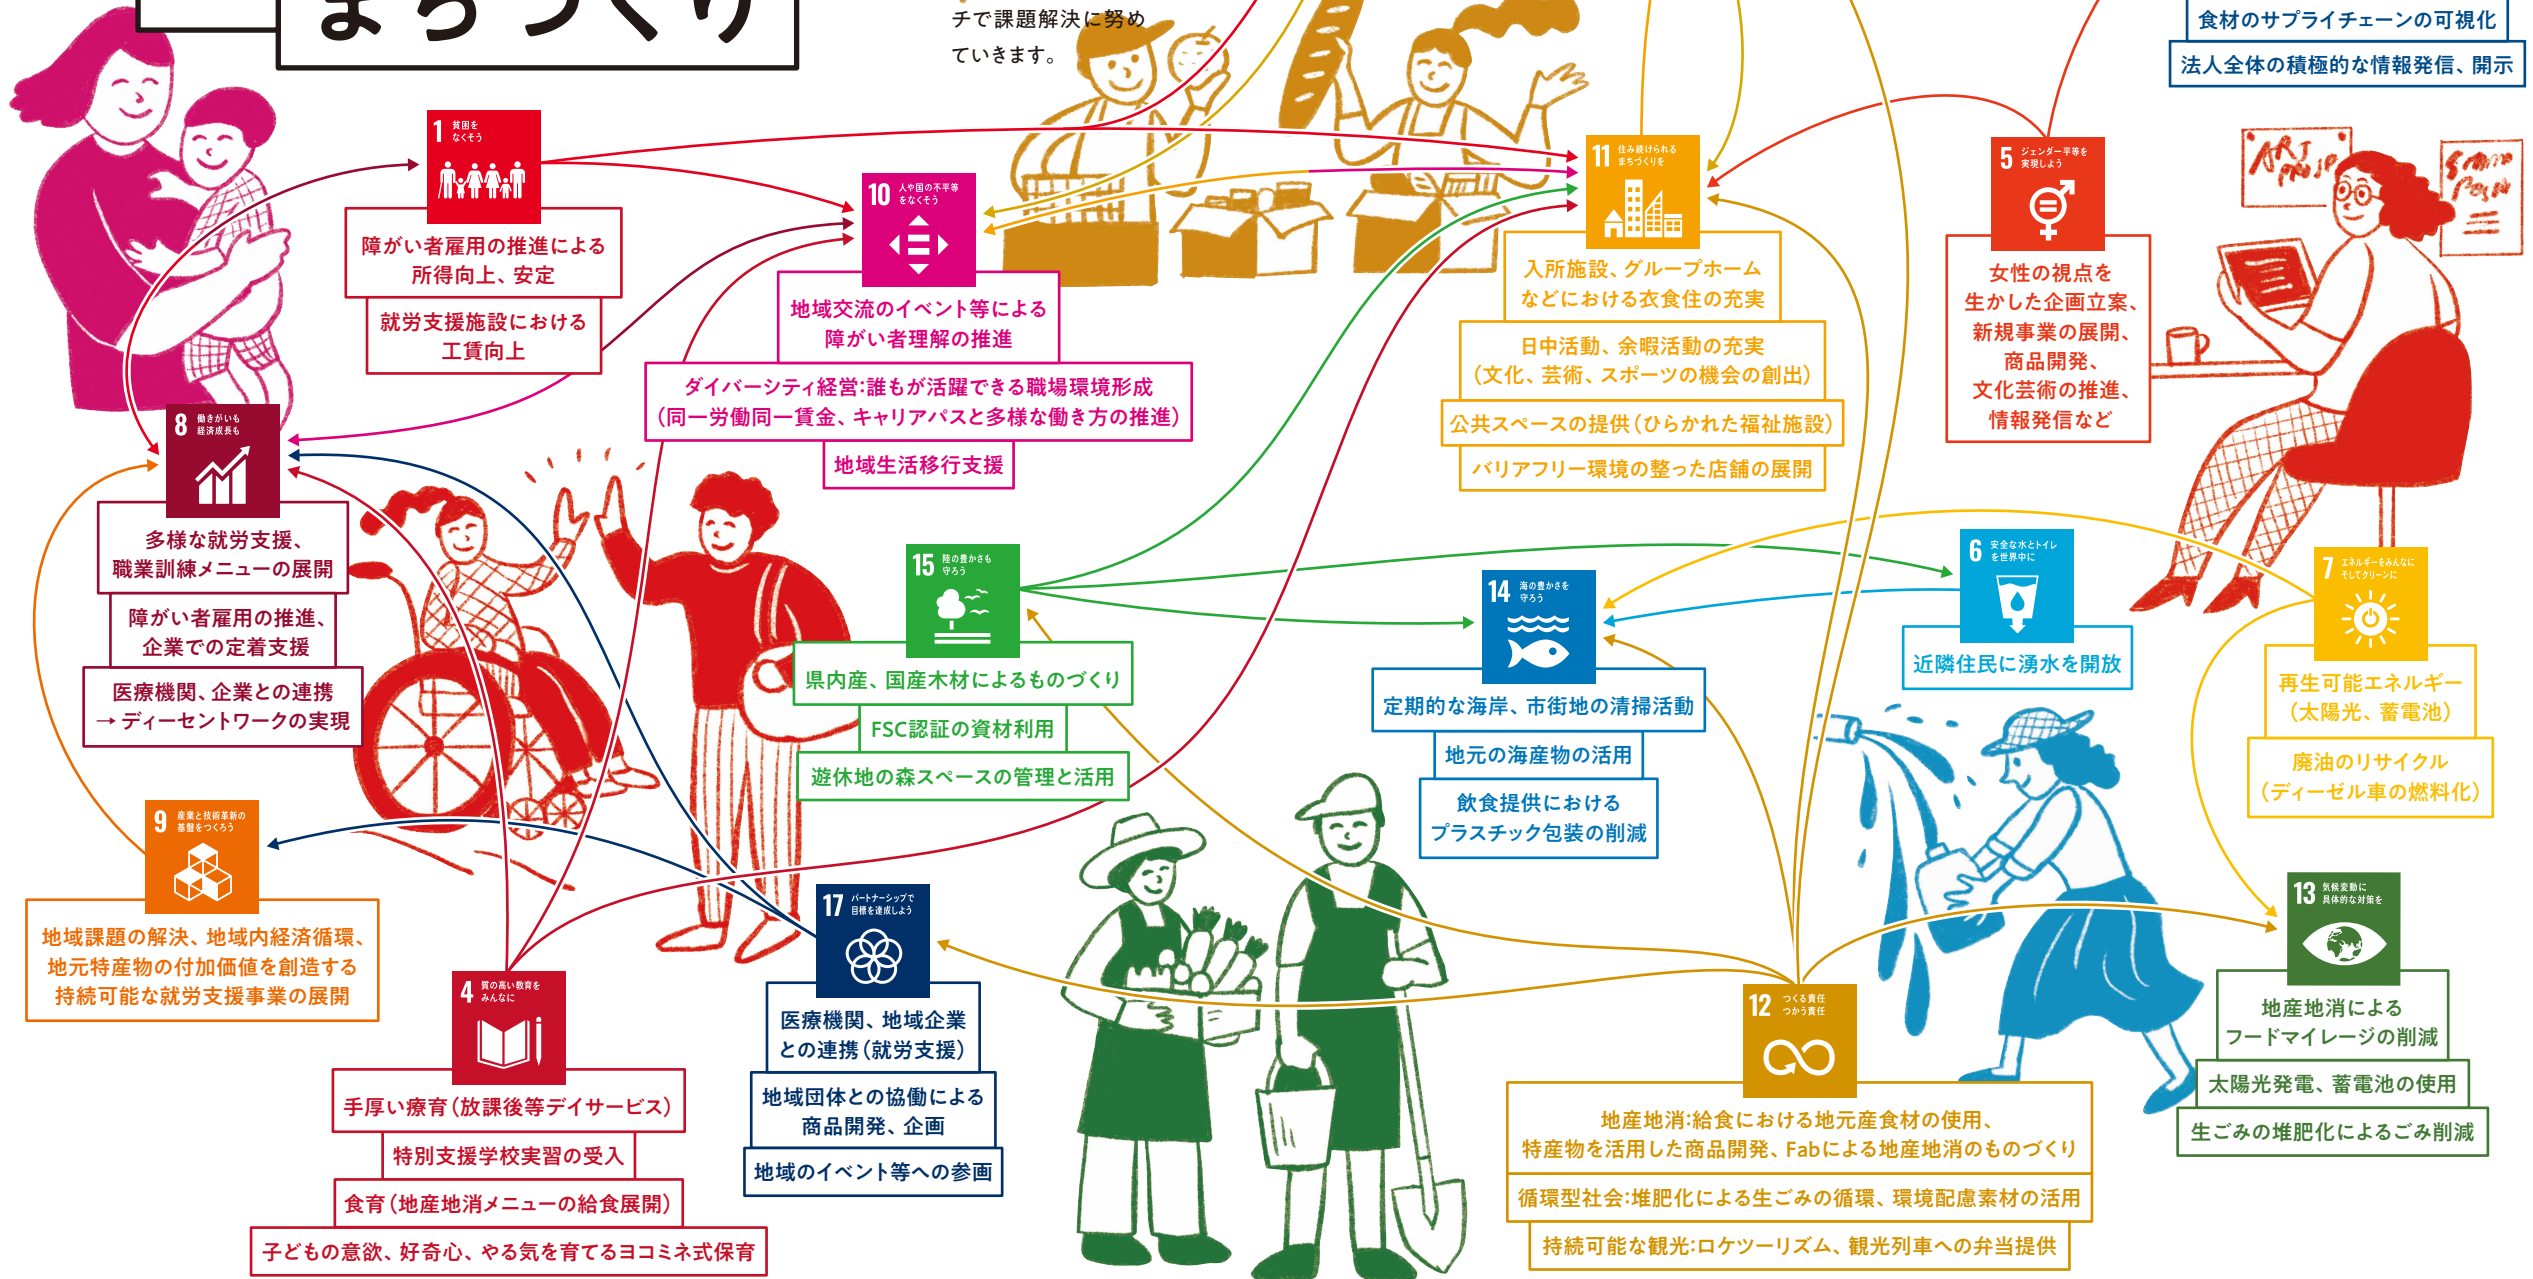 まちづくり
チで課題解決に努め
ていきます。
食材のサプライチェーンの可視化
法人全体の積極的な情報発信、開示
1 貧困を
なくそう
障がい者雇用の推進による
所得向上、安定
就労支援施設における
工賃向上
10 人や国の不平等
をなくそう
地域交流のイベント等による
障がい者理解の推進
ダイバーシティ経営:誰もが活躍できる職場環境形成
（同一労働同一賃金、キャリアパスと多様な働き方の推進）
地域生活移行支援
11 住み続けられる
まちづくりを
入所施設、グループホーム
などにおける衣食住の充実
日中活動、余暇活動の充実
（文化、芸術、スポーツの機会の創出）
公共スペースの提供（ひらかれた福祉施設）
バリアフリー環境の整った店舗の展開
5 ジェンダー平等を
実現しよう
女性の視点を
生かした企画立案、
新規事業の展開、
商品開発、
文化芸術の推進、
情報発信など
ART
8 働きがいも
経済成長も
多様な就労支援、
職業訓練メニューの展開
障がい者雇用の推進、
企業での定着支援
医療機関、企業との連携
→ディーセントワークの実現
15 陸の豊かさも
守ろう
県内産、国産木材によるものづくり
FSC認証の資材利用
遊休地の森スペースの管理と活用
14 海の豊かさを
守ろう
定期的な海岸、市街地の清掃活動
地元の海産物の活用
飲食提供における
プラスチック包装の削減
6 安全な水とトイレ
を世界中に
近隣住民に湧水を開放
7 エネルギーをみんなに
そしてクリーンに
再生可能エネルギー
（太陽光、蓄電池）
廃油のリサイクル
（ディーゼル車の燃料化）
9 産業と技術革新の
基盤をつくろう
地域課題の解決、地域内経済循環、
地元特産物の付加価値を創造する
持続可能な就労支援事業の展開
4 質の高い教育を
みんなに
手厚い療育（放課後等デイサービス）
特別支援学校実習の受入
食育（地産地消メニューの給食展開）
子どもの意欲、好奇心、やる気を育てるヨコミネ式保育
17 パートナーシップで
目標を達成しよう
医療機関、地域企業
との連携（就労支援）
地域団体との協働による
商品開発、企画
地域のイベント等への参画
12 つくる責任
つかう責任
地産地消:給食における地元産食材の使用、
特産物を活用した商品開発、Fabによる地産地消のものづくり
循環型社会:堆肥化による生ごみの循環、環境配慮素材の活用
持続可能な観光:ロケツーリズム、観光列車への弁当提供
13 気候変動に
具体的な対策を
地産地消による
フードマイレージの削減
太陽光発電、蓄電池の使用
生ごみの堆肥化によるごみ削減